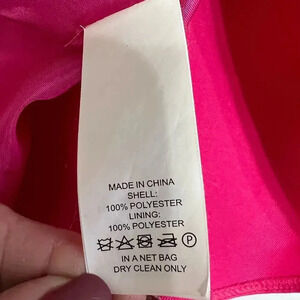 MADE IN CHINA
SHELL:
100% POLYESTER
LINING:
100% POLYESTER
P
IN A NET BAG
DRY CLEAN ONLY